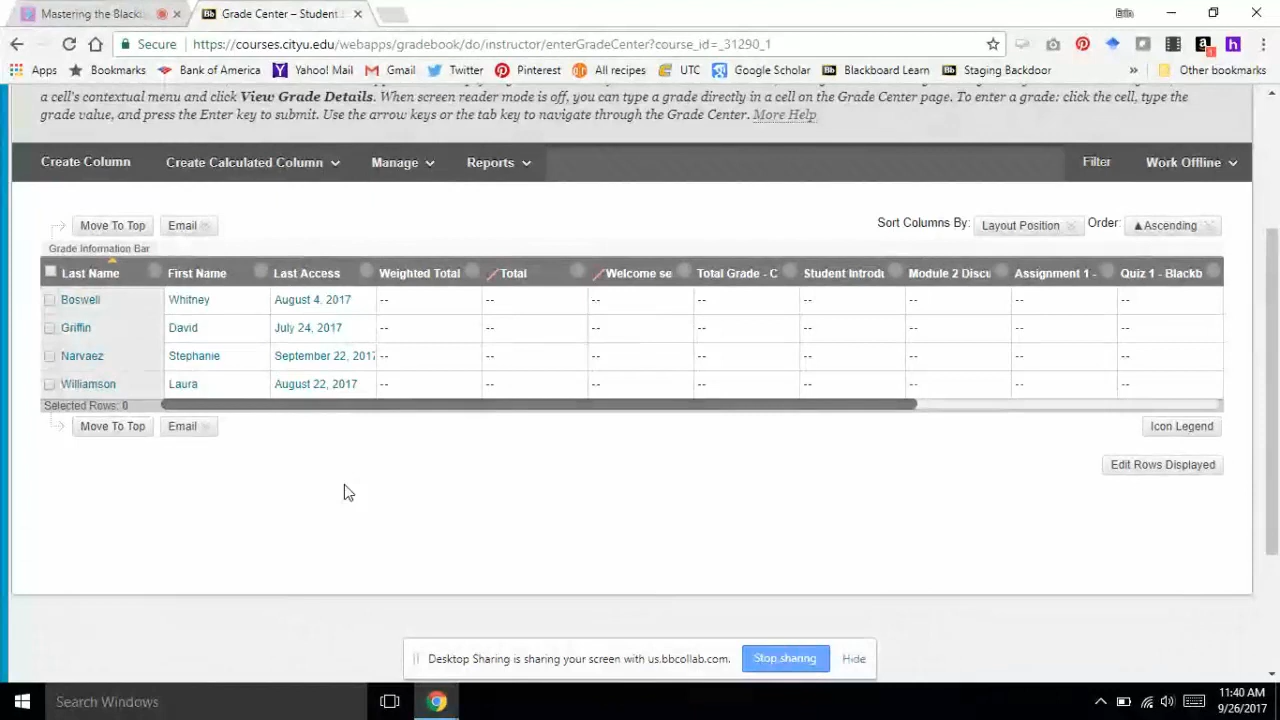 Mastering the Blackb
Grade Center – Student
Erin
Secure
https://courses.cityu.edu/webapps/gradebook/do/instructor/enterGradeCenter?course_id=_31290_1
Apps Bookmarks Bank of America Yahoo! Mail Gmail Twitter Pinterest All recipes UTC Google Scholar Blackboard Learn Staging Backdoor » Other bookmarks
a cell's contextual menu and click View Grade Details. When screen reader mode is off, you can type a grade directly in a cell on the Grade Center page. To enter a grade: click the cell, type the
grade value, and press the Enter key to submit. Use the arrow keys or the tab key to navigate through the Grade Center. More Help
Create Column Create Calculated Column Manage Reports Filter Work Offline
Move To Top Email Sort Columns By: Layout Position Order: ▲Ascending
Grade Information Bar
Last Name First Name Last Access Weighted Total Total Welcome se Total Grade - C Student Introdu Module 2 Discu Assignment 1 - Quiz 1 - Blackb
Boswell Whitney August 4, 2017 -- -- -- -- -- -- -- --
Griffin David July 24, 2017 -- -- -- -- -- -- -- --
Narvaez Stephanie September 22, 2017 -- -- -- -- -- -- -- --
Williamson Laura August 22, 2017 -- -- -- -- -- -- -- --
Selected Rows: 0
Move To Top Email Icon Legend
Edit Rows Displayed
Desktop Sharing is sharing your screen with us.bbcollab.com. Stop sharing Hide
Search Windows
11:40 AM
9/26/2017